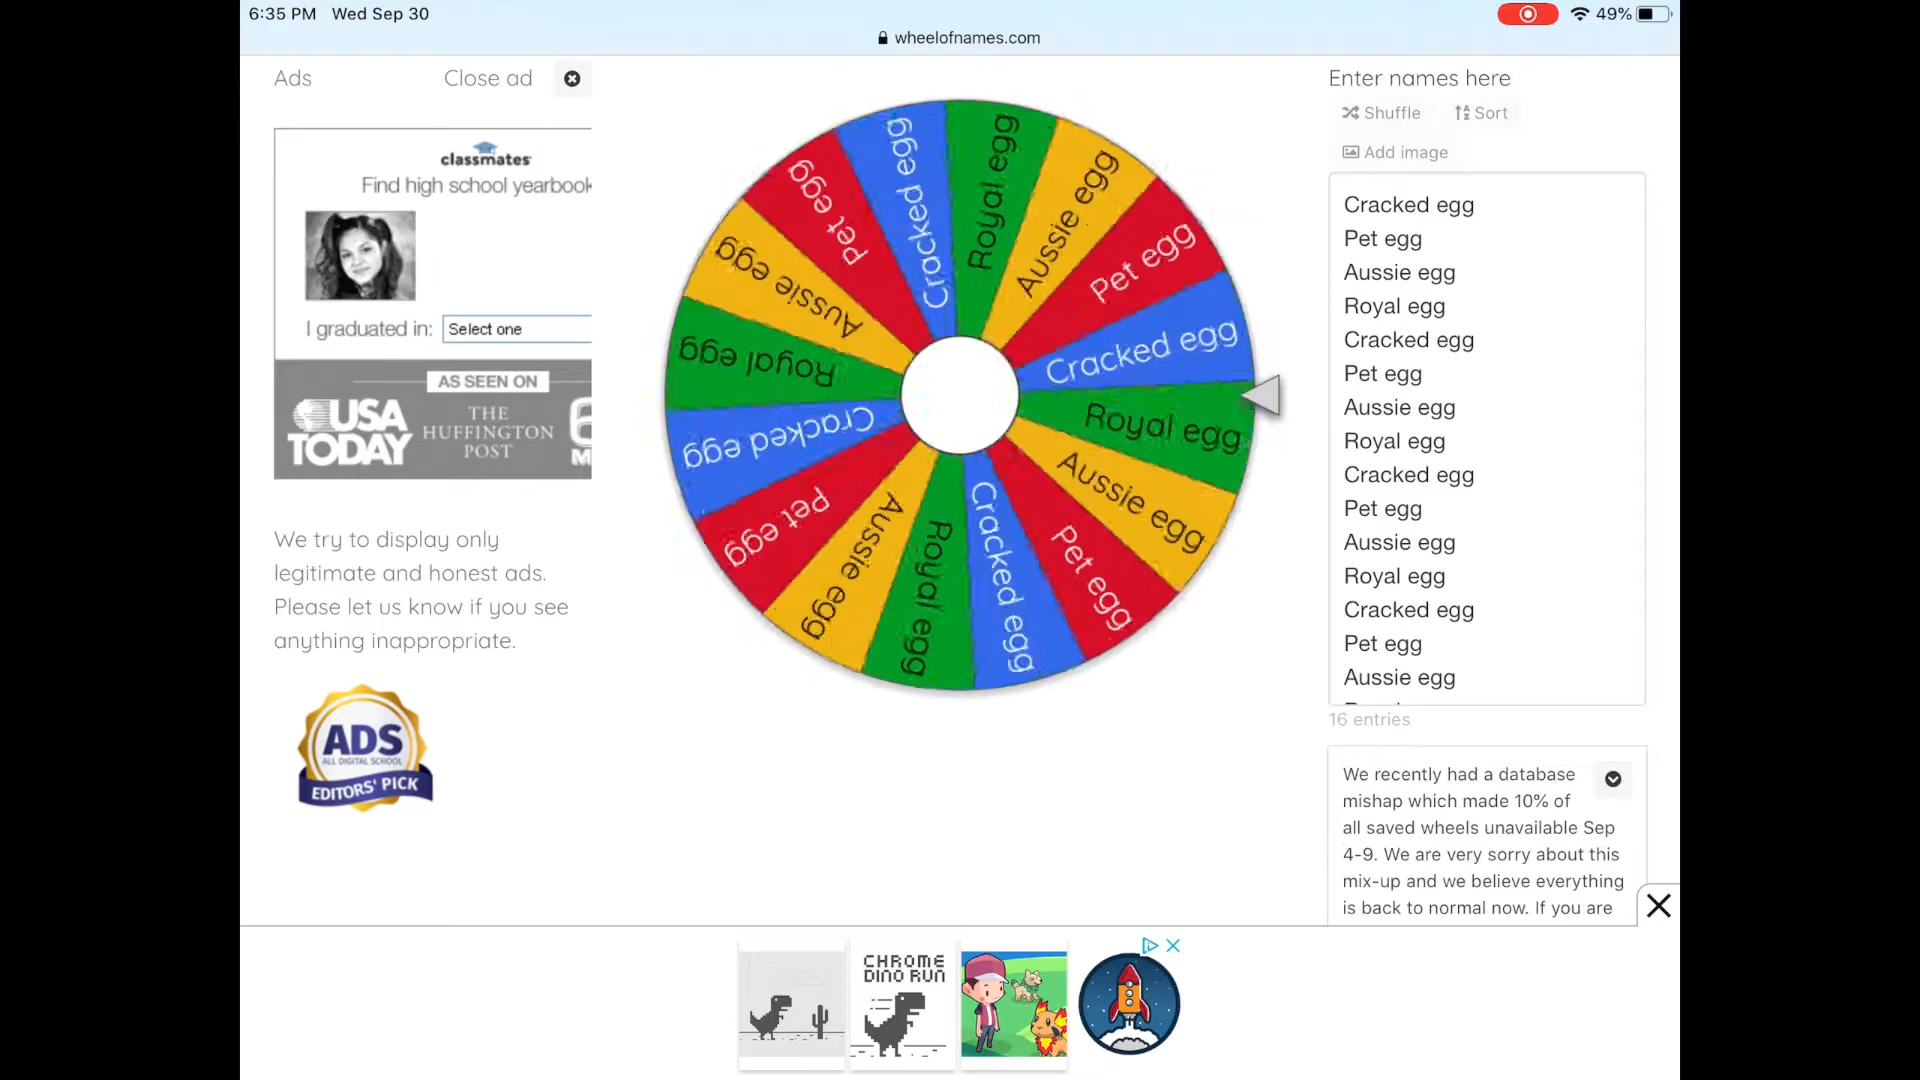 6:35 PM Wed Sep 30
49%
wheelofnames.com
Ads
Close ad
classmates
Find high school yearbook
I graduated in: Select one
AS SEEN ON
USA TODAY
THE HUFFINGTON POST
We try to display only
legitimate and honest ads.
Please let us know if you see
anything inappropriate.
ADS
ALL DIGITAL SCHOOL
EDITORS' PICK
Royal egg
Aussie egg
Pet egg
Cracked egg
Royal egg
Aussie egg
Pet egg
Cracked egg
Royal egg
Aussie egg
Pet egg
Cracked egg
Royal egg
Aussie egg
Pet egg
Cracked egg
Enter names here
Shuffle Sort
Add image
Cracked egg
Pet egg
Aussie egg
Royal egg
Cracked egg
Pet egg
Aussie egg
Royal egg
Cracked egg
Pet egg
Aussie egg
Royal egg
Cracked egg
Pet egg
Aussie egg
16 entries
We recently had a database
mishap which made 10% of
all saved wheels unavailable Sep
4-9. We are very sorry about this
mix-up and we believe everything
is back to normal now. If you are
CHROME
DINO RUN